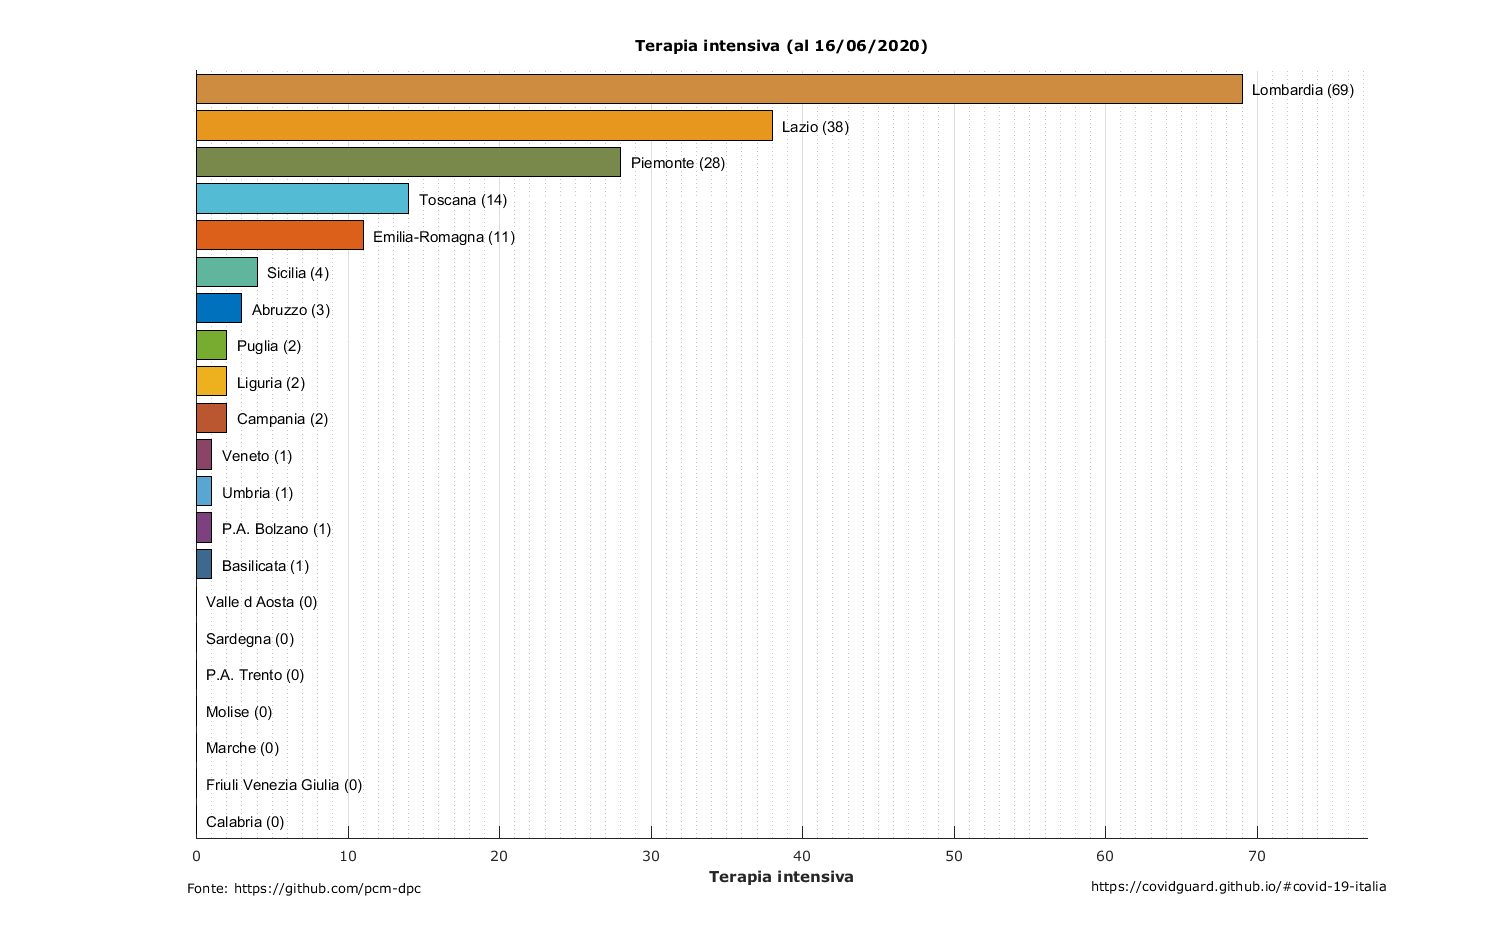 Terapia intensiva (al 16/06/2020)
Lombardia (69)
Lazio (38)
Piemonte (28)
Toscana (14)
Emilia-Romagna (11)
Sicilia (4)
Abruzzo (3)
Puglia (2)
Liguria (2)
Campania (2)
Veneto (1)
Umbria (1)
P.A. Bolzano (1)
Basilicata (1)
Valle d Aosta (0)
Sardegna (0)
P.A. Trento (0)
Molise (0)
Marche (0)
Friuli Venezia Giulia (0)
Calabria (0)
0 10 20 30 40 50 60 70
Terapia intensiva
Fonte: https://github.com/pcm-dpc
https://covidguard.github.io/#covid-19-italia